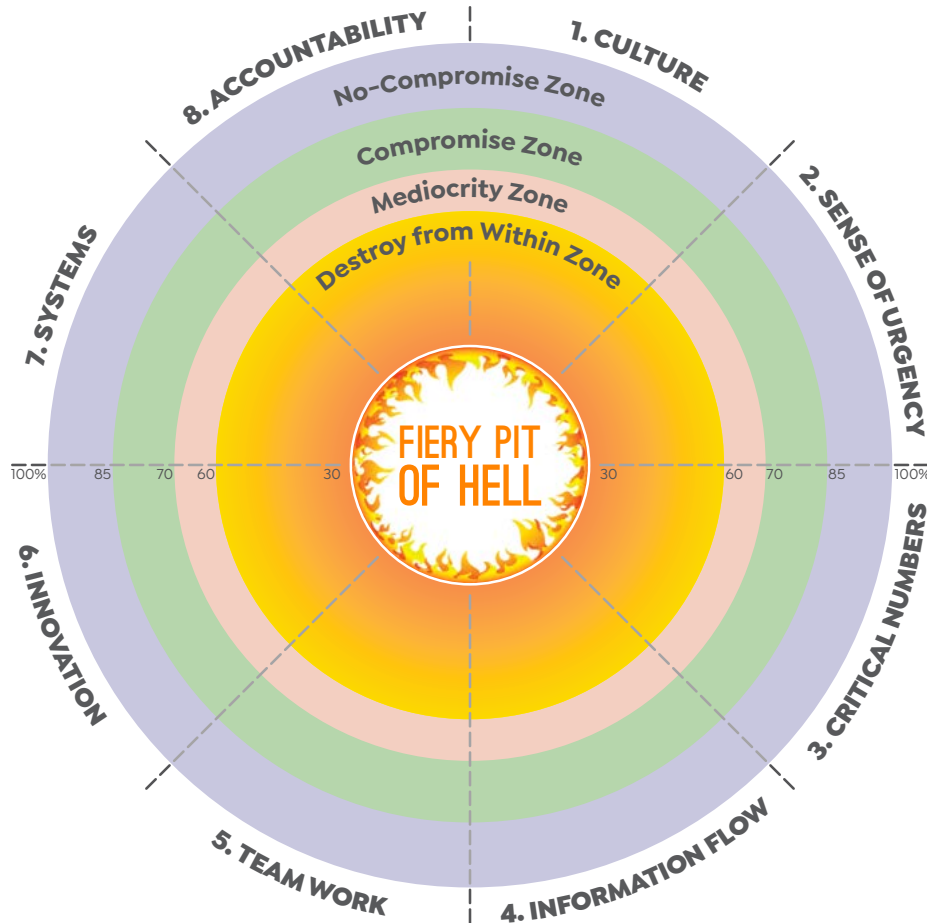 8. ACCOUNTABILITY
1. CULTURE
No-Compromise Zone
Compromise Zone
Mediocrity Zone
Destroy from Within Zone
2. SENSE OF URGENCY
7. SYSTEMS
FIERY PIT
OF HELL
100% 85 70 60 30 30 60 70 85 100%
6. INNOVATION
3. CRITICAL NUMBERS
5. TEAM WORK
4. INFORMATION FLOW